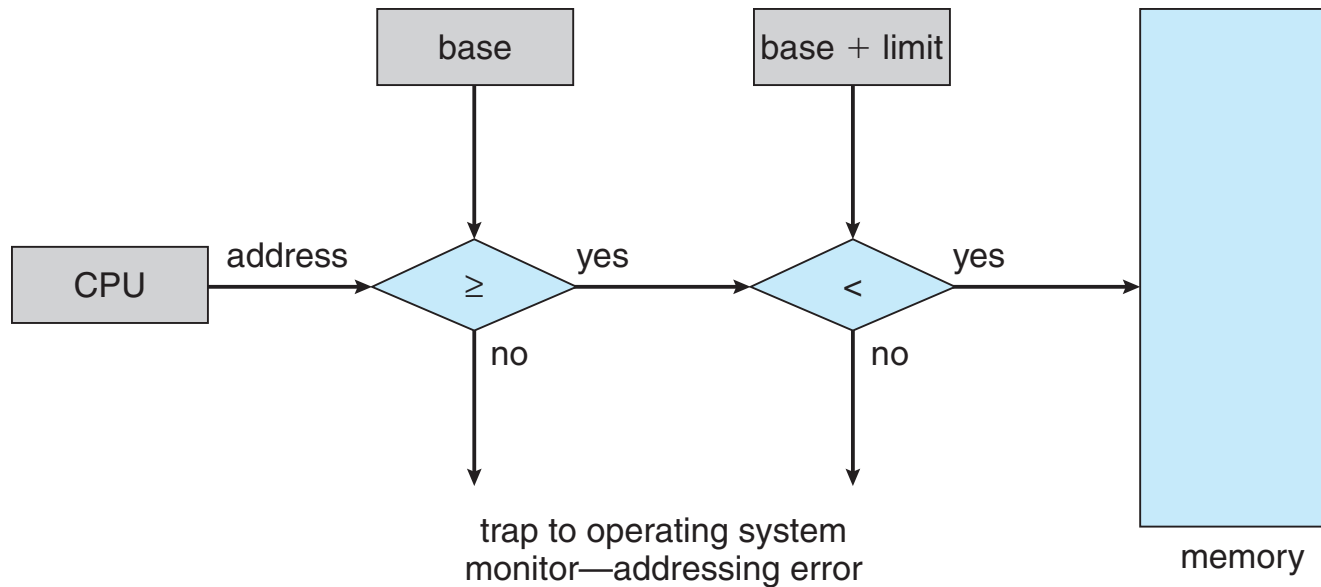 base
base + limit
CPU
address
≥
yes
<
yes
no
no
trap to operating system
monitor—addressing error
memory